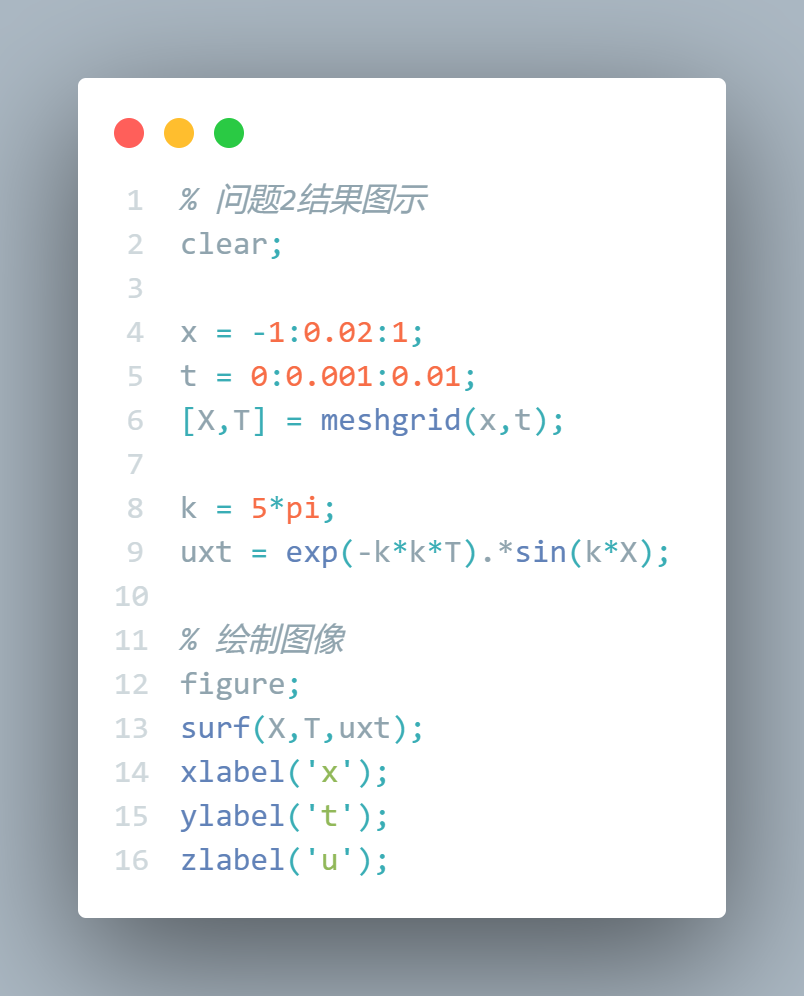 1 % 问题2结果图示
2 clear;
3
4 x = -1:0.02:1;
5 t = 0:0.001:0.01;
6 [X,T] = meshgrid(x,t);
7
8 k = 5*pi;
9 uxt = exp(-k*k*T).*sin(k*X);
10
11 % 绘制图像
12 figure;
13 surf(X,T,uxt);
14 xlabel('x');
15 ylabel('t');
16 zlabel('u');